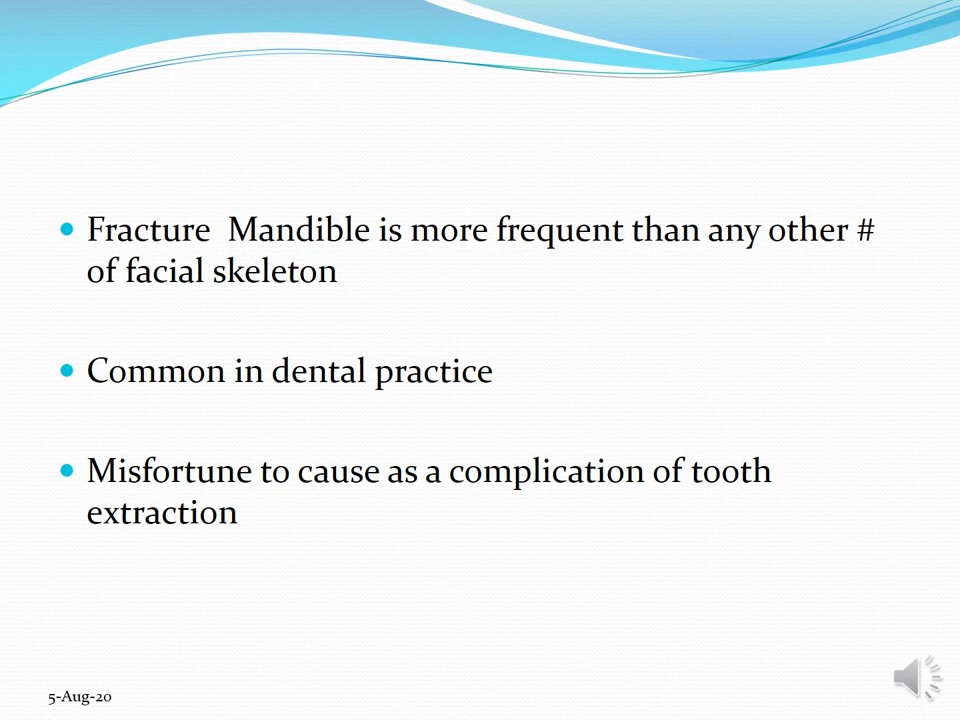 • Fracture  Mandible is more frequent than any other #
of facial skeleton
• Common in dental practice
• Misfortune to cause as a complication of tooth
extraction
5-Aug-20